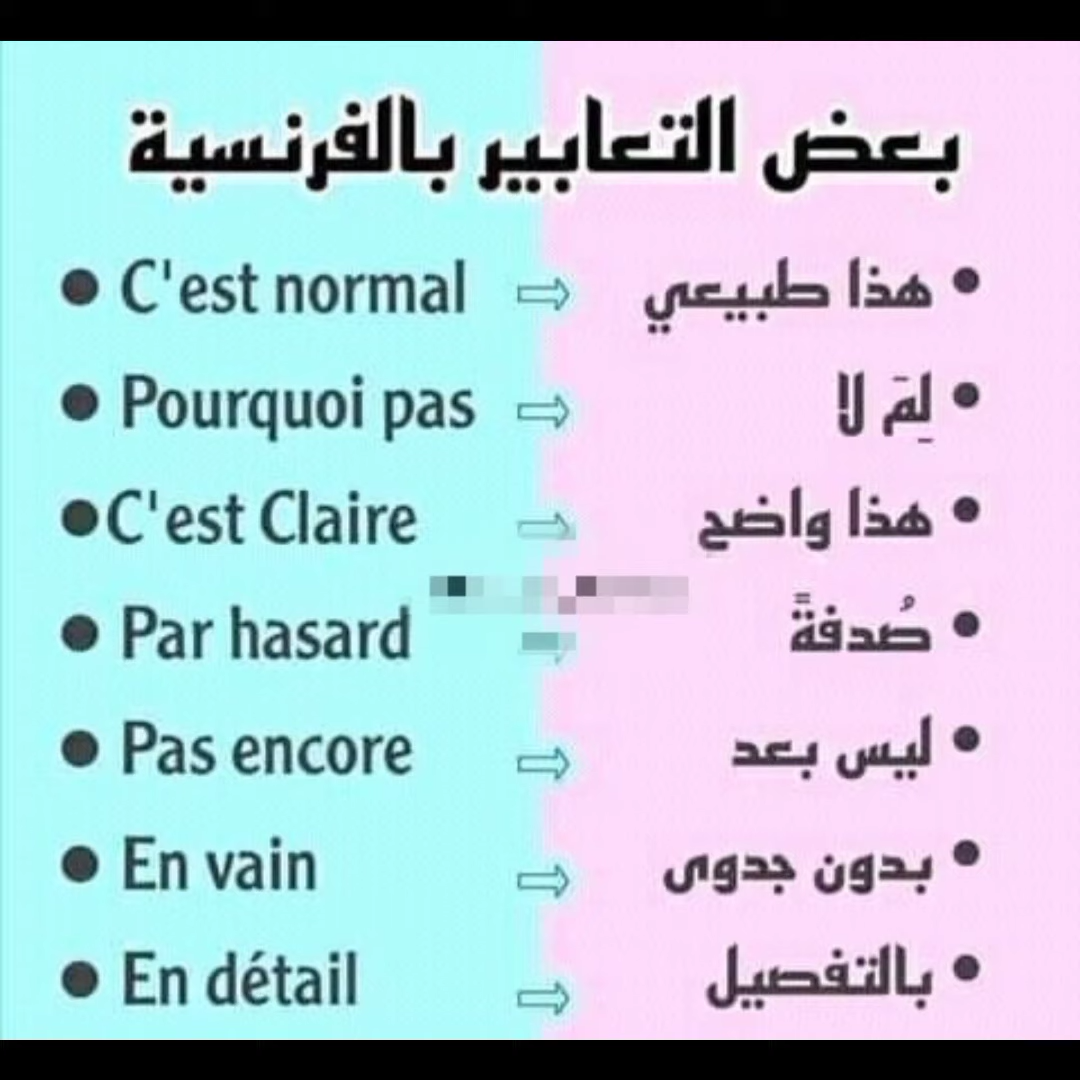 بعض التعابير بالفرنسية
● C'est normal ⇨ هذا طبيعي •
● Pourquoi pas ⇨ لِمَ لا •
●C'est Claire ⇨ هذا واضح •
● Par hasard ⇨ صُدفةً •
● Pas encore ⇨ ليس بعد •
● En vain ⇨ بدون جدوى •
● En détail ⇨ بالتفصيل •